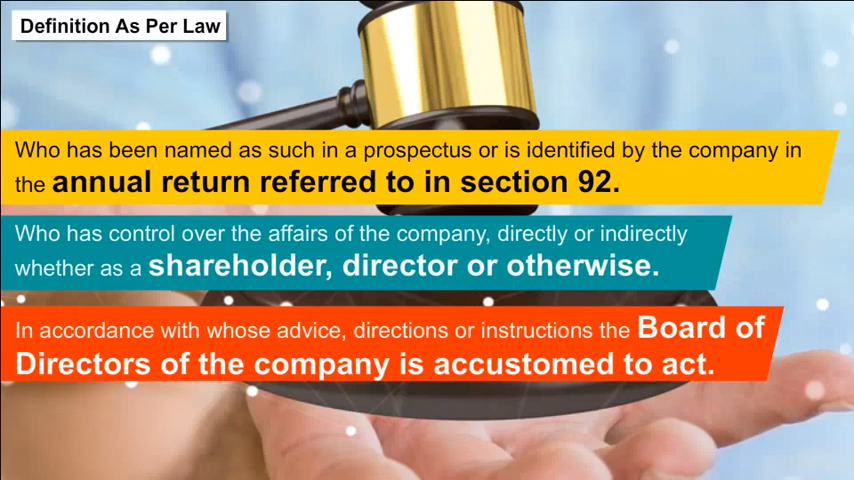 Definition As Per Law
Who has been named as such in a prospectus or is identified by the company in
the annual return referred to in section 92.
Who has control over the affairs of the company, directly or indirectly
whether as a shareholder, director or otherwise.
In accordance with whose advice, directions or instructions the Board of
Directors of the company is accustomed to act.